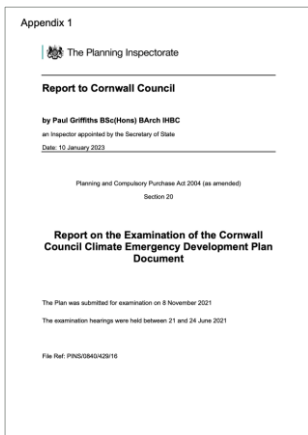 Appendix 1
The Planning Inspectorate
Report to Cornwall Council
by Paul Griffiths BSc(Hons) BArch IHBC
an Inspector appointed by the Secretary of State
Date: 10 January 2023
Planning and Compulsory Purchase Act 2004 (as amended)
Section 20
Report on the Examination of the Cornwall
Council Climate Emergency Development Plan
Document
The Plan was submitted for examination on 8 November 2021
The examination hearings were held between 21 and 24 June 2021
File Ref: PINS/0840/429/16